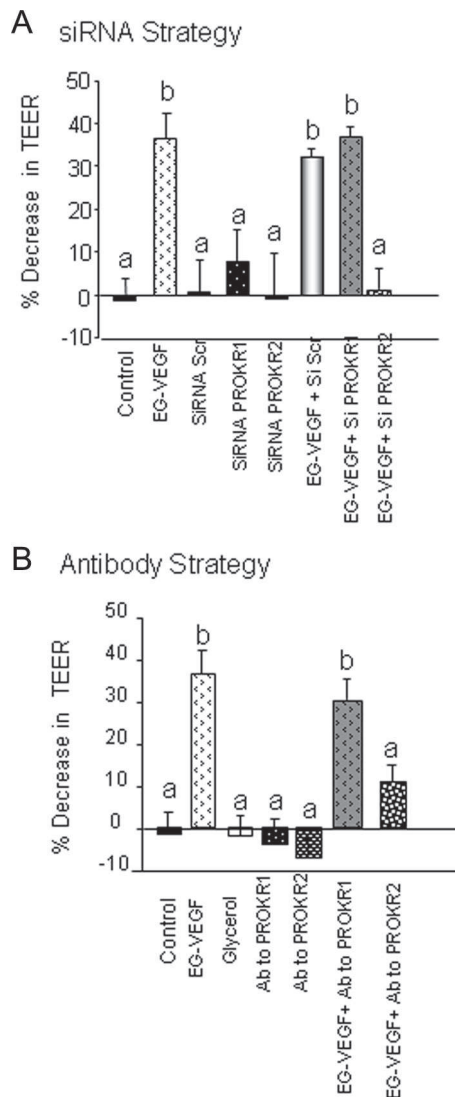 A siRNA Strategy
% Decrease in TEER
50
40
30
20
10
0
-10
a
b
a
a
a
b
b
a
Control
EG-VEGF
SiRNA Scr
SiRNA PROKR1
SiRNA PROKR2
EG-VEGF + Si Scr
EG-VEGF+ Si PROKR1
EG-VEGF+ Si PROKR2
B Antibody Strategy
% Decrease in TEER
50
40
30
20
10
0
-10
a
b
a
a
a
b
a
Control
EG-VEGF
Glycerol
Ab to PROKR1
Ab to PROKR2
EG-VEGF+ Ab to PROKR1
EG-VEGF+ Ab to PROKR2